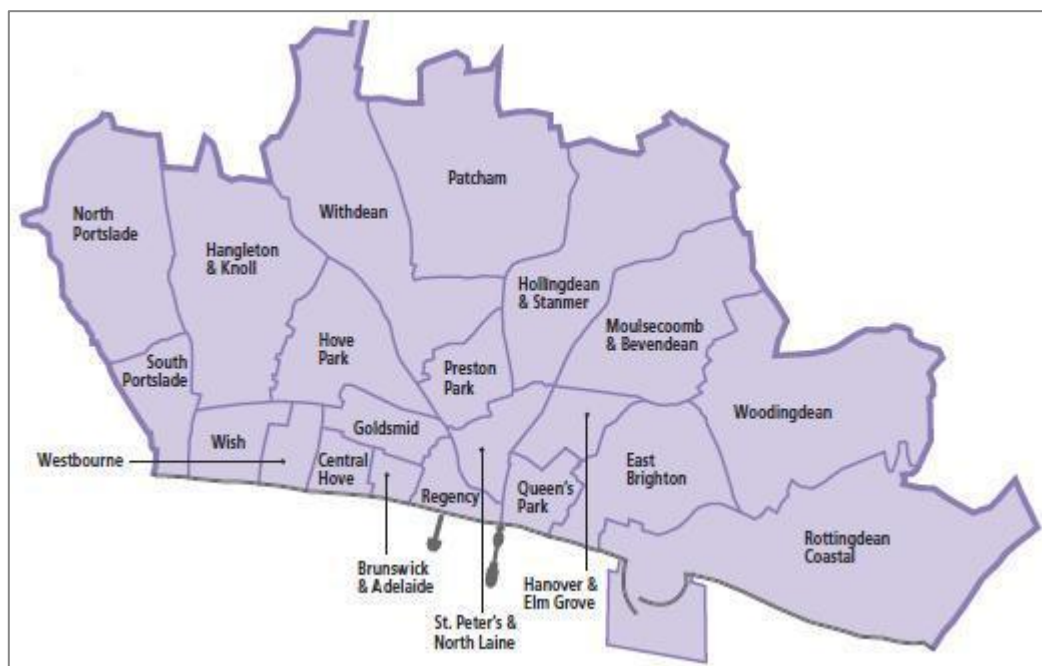 Patcham
Withdean
North
Portslade
Hangleton
& Knoll
Hollingdean
& Stanmer
Moulsecoomb
& Bevendean
Hove
Park
South
Portslade
Preston
Park
Woodingdean
Goldsmid
Wish
Westbourne
Central
Hove
East
Brighton
Queen's
Park
Regency
Rottingdean
Coastal
Brunswick
& Adelaide
Hanover &
Elm Grove
St. Peter's &
North Laine